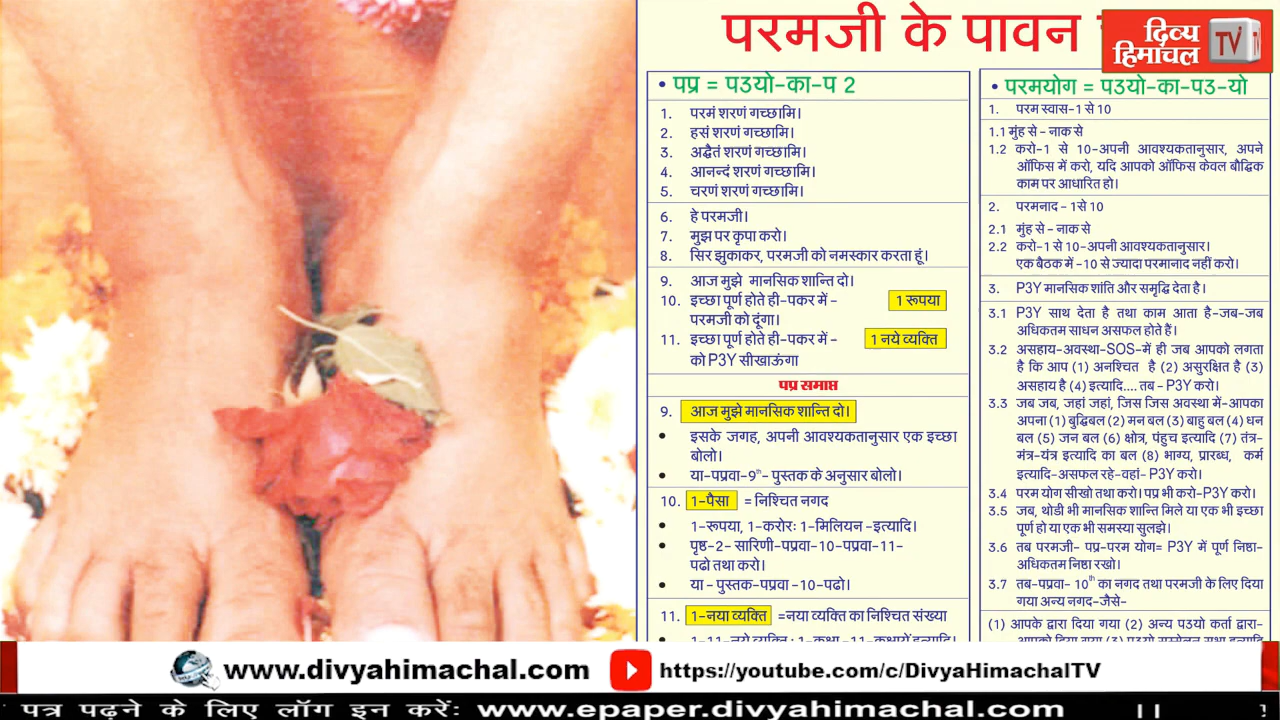 परमजी के पावन
दिव्य
हिमाचल
TV
• पप्र = प3यो-का-प 2
1. परमं शरणं गच्छामि।
2. हसं शरणं गच्छामि।
3. अद्वैतं शरणं गच्छामि।
4. आनन्दं शरणं गच्छामि।
5. चरणं शरणं गच्छामि।
6. हे परमजी।
7. मुझ पर कृपा करो।
8. सिर झुकाकर, परमजी को नमस्कार करता हूं।
9. आज मुझे मानसिक शान्ति दो।
10. इच्छा पूर्ण होते ही-पकर में - 1 रूपया
परमजी को दूंगा।
11. इच्छा पूर्ण होते ही-पकर में - 1 नये व्यक्ति
को P3Y सीखाऊंगा
पप्र समाप्त
9. आज मुझे मानसिक शान्ति दो।
• इसके जगह, अपनी आवश्यकतानुसार एक इच्छा
बोलो।
• या-पप्रवा-9th- पुस्तक के अनुसार बोलो।
10. 1-पैसा = निश्चित नगद
• 1-रूपया, 1-करोरः 1-मिलियन -इत्यादि।
• पृष्ठ-2- सारिणी-पप्रवा-10-पप्रवा-11-
पढो तथा करो।
• या - पुस्तक-पप्रवा -10-पढो।
11. 1-नया व्यक्ति =नया व्यक्ति का निश्चित संख्या
• परमयोग = प3यो-का-प3-यो
1. परम स्वास-1 से 10
1.1 मुंह से - नाक से
1.2 करो-1 से 10-अपनी आवश्यकतानुसार, अपने
ऑफिस में करो, यदि आपको ऑफिस केवल बौद्धिक
काम पर आधारित हो।
2. परमनाद - 1से 10
2.1 मुंह से - नाक से
2.2 करो-1 से 10-अपनी आवश्यकतानुसार।
एक बैठक में -10 से ज्यादा परमानाद नहीं करो।
3. P3Y मानसिक शांति और समृद्धि देता है।
3.1 P3Y साथ देता है तथा काम आता है-जब-जब
अधिकतम साधन असफल होते हैं।
3.2 असहाय-अवस्था-SOS-में ही जब आपको लगता
है कि आप (1) अनश्चित है (2) असुरक्षित है (3)
असहाय है (4) इत्यादि.... तब - P3Y करो।
3.3 जब जब, जहां जहां, जिस जिस अवस्था में-आपका
अपना (1) बुद्धिबल (2) मन बल (3) बाहु बल (4) धन
बल (5) जन बल (6) क्षोत्र, पंहुच इत्यादि (7) तंत्र-
मंत्र-यंत्र इत्यादि का बल (8) भाग्य, प्रारब्ध, कर्म
इत्यादि-असफल रहे-वहां- P3Y करो।
3.4 परम योग सीखो तथा करो। पप्र भी करो-P3Y करो।
3.5 जब, थोडी भी मानसिक शान्ति मिले या एक भी इच्छा
पूर्ण हो या एक भी समस्या सुलझे।
3.6 तब परमजी- पप्र-परम योग= P3Y में पूर्ण निष्ठा-
अधिकतम निष्ठा रखो।
3.7 तब-पप्रवा- 10th का नगद तथा परमजी के लिए दिया
गया अन्य नगद-जैसे-
(1) आपके द्वारा दिया गया (2) अन्य प3यो कर्ता द्वारा-
www.divyahimachal.com
https://youtube.com/c/DivyaHimachalTV
पत्र पढ़ने के लिए लॉग इन करेंः www.epaper.divyahimachal.com ।।